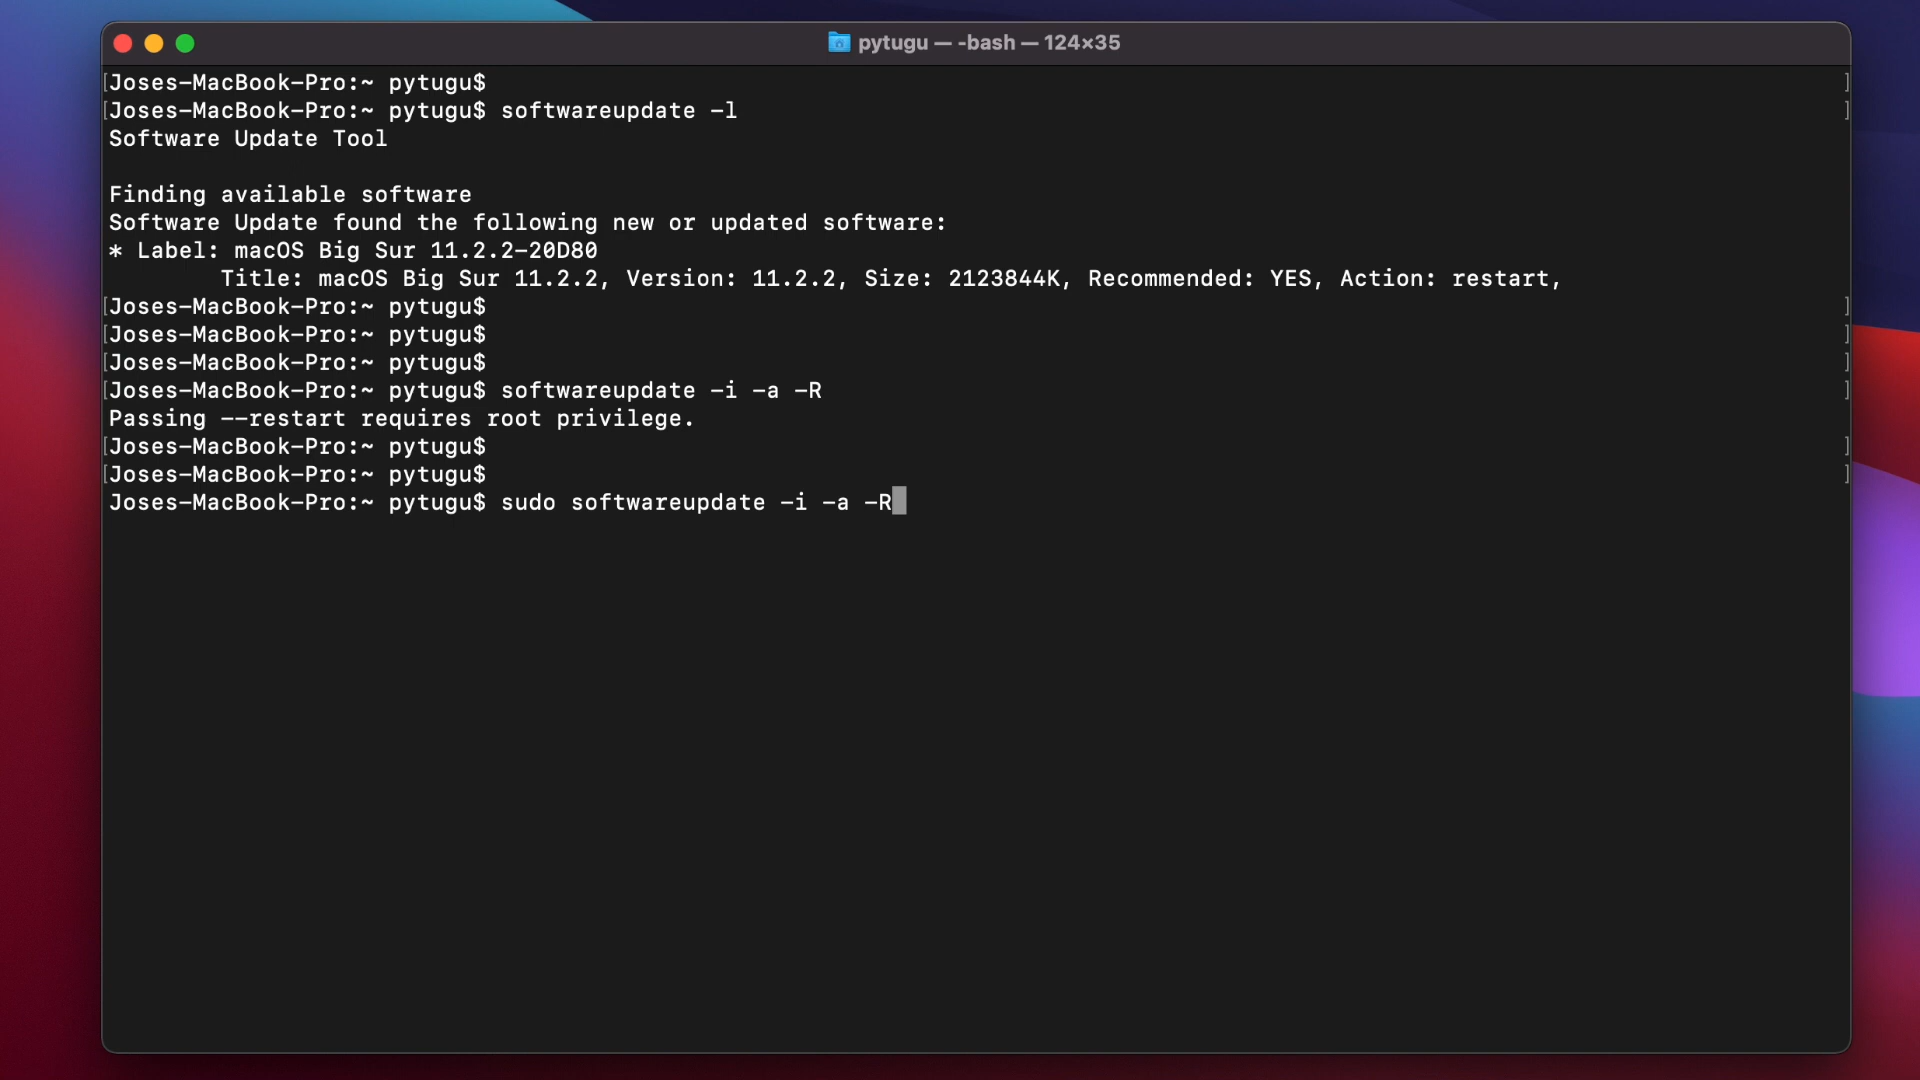 pytugu — -bash — 124×35
[Joses-MacBook-Pro:~ pytugu$ ]
[Joses-MacBook-Pro:~ pytugu$ softwareupdate -l ]
Software Update Tool
Finding available software
Software Update found the following new or updated software:
* Label: macOS Big Sur 11.2.2-20D80
Title: macOS Big Sur 11.2.2, Version: 11.2.2, Size: 2123844K, Recommended: YES, Action: restart,
[Joses-MacBook-Pro:~ pytugu$ ]
[Joses-MacBook-Pro:~ pytugu$ ]
[Joses-MacBook-Pro:~ pytugu$ ]
[Joses-MacBook-Pro:~ pytugu$ softwareupdate -i -a -R ]
Passing --restart requires root privilege.
[Joses-MacBook-Pro:~ pytugu$ ]
[Joses-MacBook-Pro:~ pytugu$ ]
Joses-MacBook-Pro:~ pytugu$ sudo softwareupdate -i -a -R